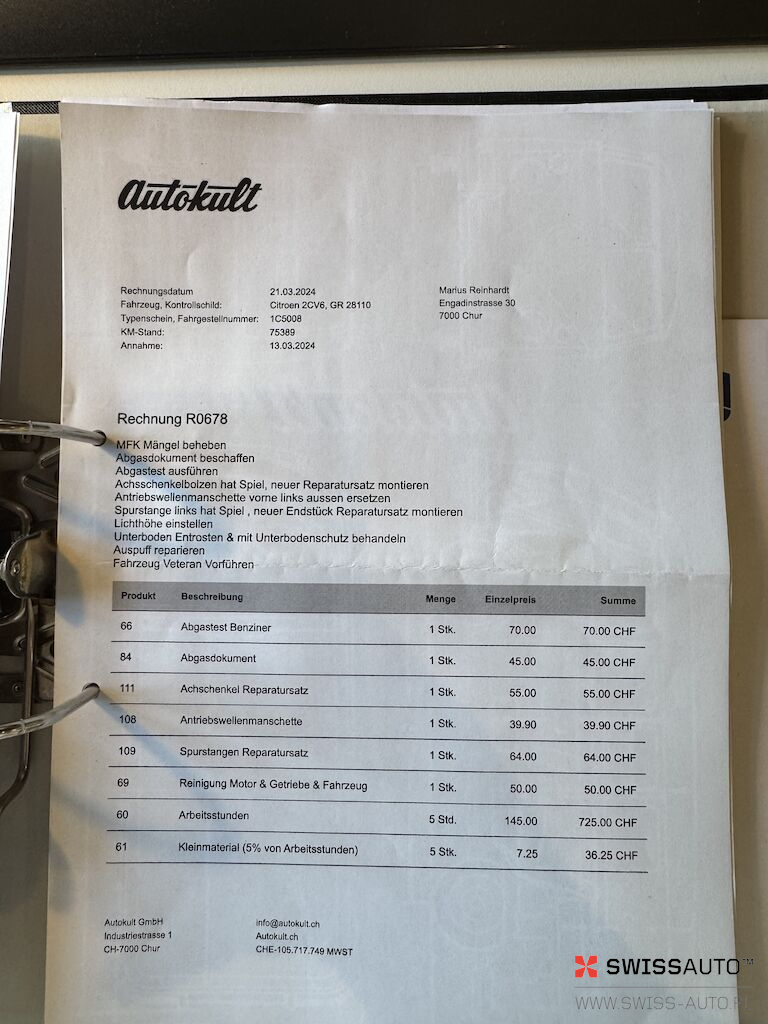 Autokult
Rechnungsdatum 21.03.2024
Fahrzeug, Kontrollschild: Citroen 2CV6, GR 28110
Typenschein, Fahrgestellnummer: 1C5008
KM-Stand: 75389
Annahme: 13.03.2024
Marius Reinhardt
Engadinstrasse 30
7000 Chur
Rechnung R0678
MFK Mängel beheben
Abgasdokument beschaffen
Abgastest ausführen
Achsschenkelbolzen hat Spiel, neuer Reparatursatz montieren
Antriebswellenmanschette vorne links aussen ersetzen
Spurstange links hat Spiel , neuer Endstück Reparatursatz montieren
Lichthöhe einstellen
Unterboden Entrosten & mit Unterbodenschutz behandeln
Auspuff reparieren
Fahrzeug Veteran Vorführen
Produkt Beschreibung Menge Einzelpreis Summe
66 Abgastest Benziner 1 Stk. 70.00 70.00 CHF
84 Abgasdokument 1 Stk. 45.00 45.00 CHF
111 Achschenkel Reparatursatz 1 Stk. 55.00 55.00 CHF
108 Antriebswellenmanschette 1 Stk. 39.90 39.90 CHF
109 Spurstangen Reparatursatz 1 Stk. 64.00 64.00 CHF
69 Reinigung Motor & Getriebe & Fahrzeug 1 Stk. 50.00 50.00 CHF
60 Arbeitsstunden 5 Std. 145.00 725.00 CHF
61 Kleinmaterial (5% von Arbeitsstunden) 5 Stk. 7.25 36.25 CHF
Autokult GmbH
Industriestrasse 1
CH-7000 Chur
info@autokult.ch
Autokult.ch
CHE-105.717.749 MWST
SWISSAUTO™
WWW.SWISS-AUTO.PL